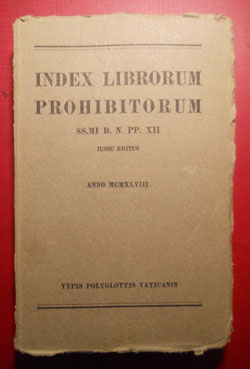 INDEX LIBRORUM
PROHIBITORUM
SS.MI D. N. PP. XII
IUSSU EDITUS
ANNO MCMXLVIII
TYPIS POLYGLOTTIS VATICANIS